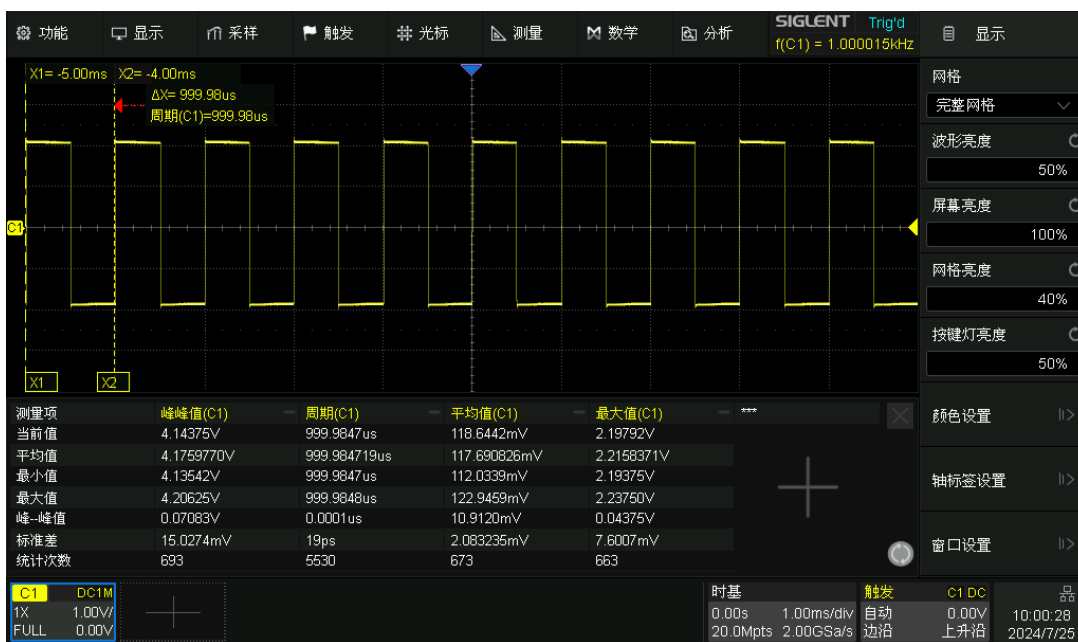 功能 显示 采样 触发 光标 测量 数学 分析 SIGLENT Trig'd
f(C1) = 1.000015kHz
显示
X1= -5.00ms X2= -4.00ms
ΔX= 999.98us
周期(C1)=999.98us
C1
X1 X2
网格
完整网格
波形亮度
50%
屏幕亮度
100%
网格亮度
40%
按键灯亮度
50%
颜色设置
轴标签设置
窗口设置
测量项 峰峰值(C1) 周期(C1) 平均值(C1) 最大值(C1) ***
当前值 4.14375V 999.9847us 118.6442mV 2.19792V
平均值 4.1759770V 999.984719us 117.690826mV 2.2158371V
最小值 4.13542V 999.9847us 112.0339mV 2.19375V
最大值 4.20625V 999.9848us 122.9459mV 2.23750V
峰--峰值 0.07083V 0.0001us 10.9120mV 0.04375V
标准差 15.0274mV 19ps 2.083235mV 7.6007mV
统计次数 693 5530 673 663
C1 DC1M
1X 1.00V/
FULL 0.00V
时基
0.00s 1.00ms/div
20.0Mpts 2.00GSa/s
触发 C1 DC
自动 0.00V
边沿 上升沿
10:00:28
2024/7/25